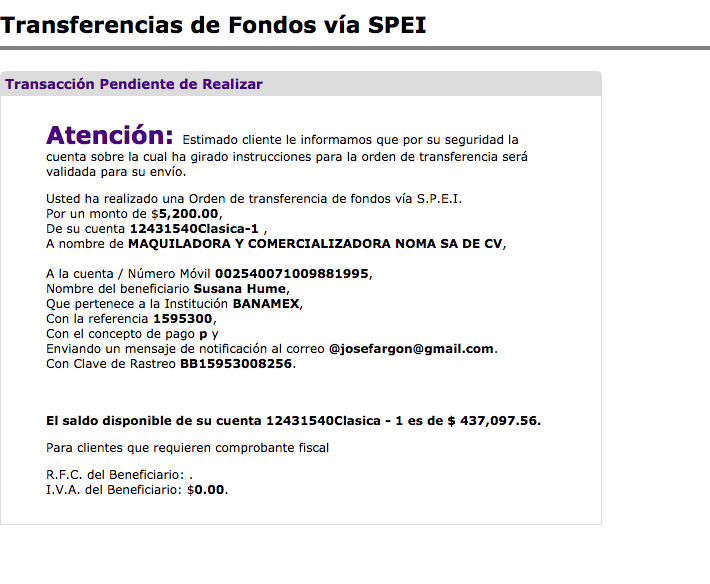 Transferencias de Fondos vía SPEI
Transacción Pendiente de Realizar
Atención: Estimado cliente le informamos que por su seguridad la
cuenta sobre la cual ha girado instrucciones para la orden de transferencia será
validada para su envío.
Usted ha realizado una Orden de transferencia de fondos vía S.P.E.I.
Por un monto de $5,200.00,
De su cuenta 12431540Clasica-1 ,
A nombre de MAQUILADORA Y COMERCIALIZADORA NOMA SA DE CV,
A la cuenta / Número Móvil 002540071009881995,
Nombre del beneficiario Susana Hume,
Que pertenece a la Institución BANAMEX,
Con la referencia 1595300,
Con el concepto de pago p y
Enviando un mensaje de notificación al correo @josefargon@gmail.com.
Con Clave de Rastreo BB15953008256.
El saldo disponible de su cuenta 12431540Clasica - 1 es de $ 437,097.56.
Para clientes que requieren comprobante fiscal
R.F.C. del Beneficiario: .
I.V.A. del Beneficiario: $0.00.